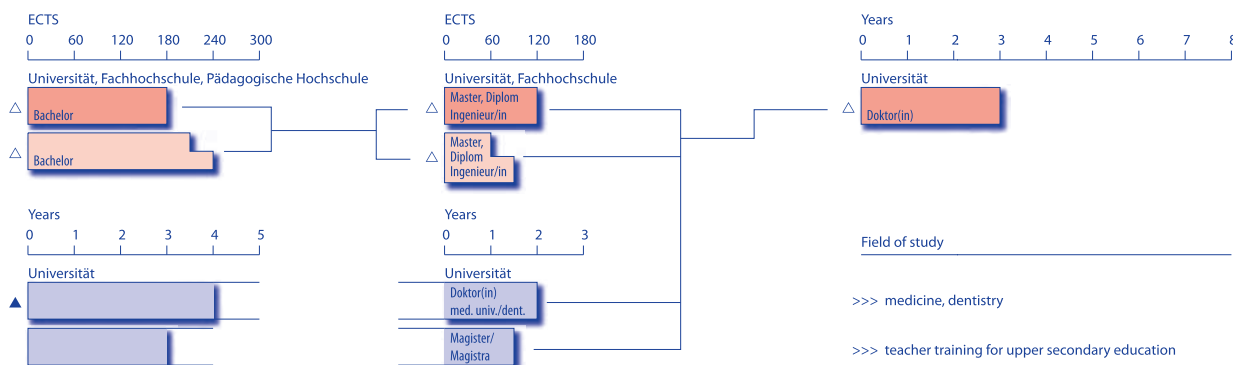 ECTS
0 60 120 180 240 300
Universität, Fachhochschule, Pädagogische Hochschule
Bachelor
Bachelor
ECTS
0 60 120 180
Universität, Fachhochschule
Master, Diplom
Ingenieur/in
Master,
Diplom
Ingenieur/in
Years
0 1 2 3 4 5 6 7 8
Universität
Doktor(in)
Years
0 1 2 3 4 5
Universität
Years
0 1 2 3
Universität
Doktor(in)
med. univ./dent.
Magister/
Magistra
Field of study
>>> medicine, dentistry
>>> teacher training for upper secondary education